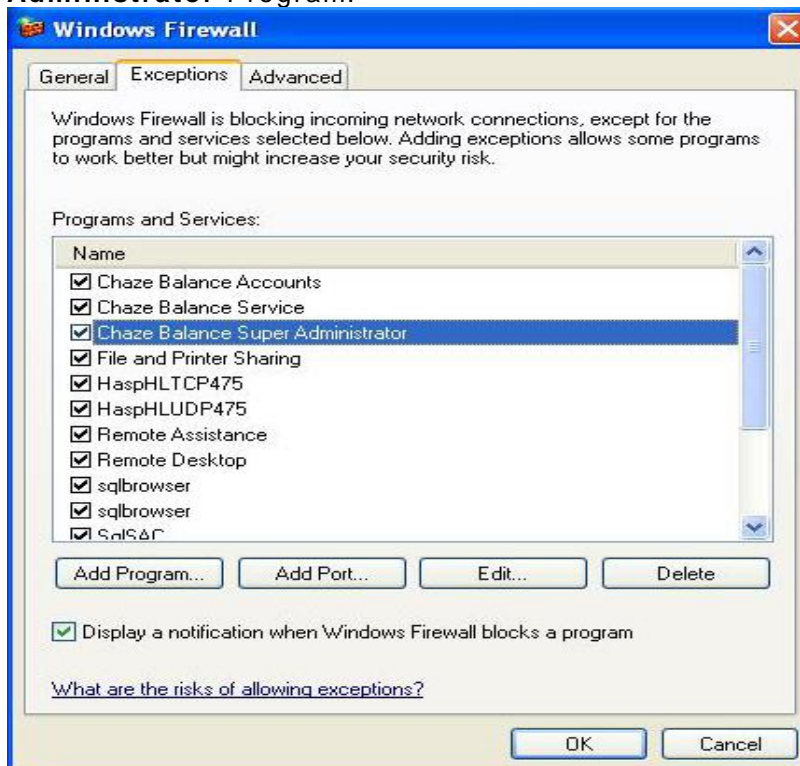 Administrator Program.
Windows Firewall
General Exceptions Advanced
Windows Firewall is blocking incoming network connections, except for the
programs and services selected below. Adding exceptions allows some programs
to work better but might increase your security risk.
Programs and Services:
Name
Chaze Balance Accounts
Chaze Balance Service
Chaze Balance Super Administrator
File and Printer Sharing
HaspHLTCP475
HaspHLUDP475
Remote Assistance
Remote Desktop
sqlbrowser
sqlbrowser
SqlSAC
Add Program... Add Port... Edit... Delete
Display a notification when Windows Firewall blocks a program
What are the risks of allowing exceptions?
OK Cancel